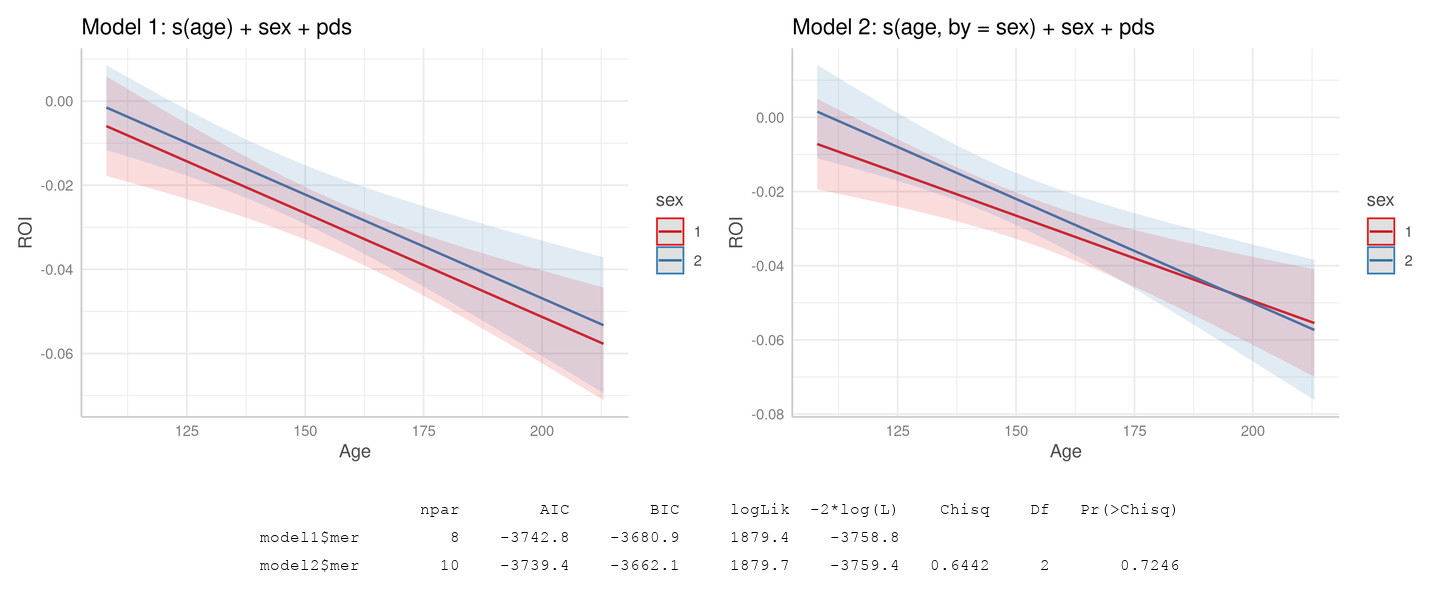 Model 1: s(age) + sex + pds
0.00
-0.02
-0.04
-0.06
ROI
125 150 175 200
Age
sex
1
2
Model 2: s(age, by = sex) + sex + pds
0.00
-0.02
-0.04
-0.06
-0.08
ROI
125 150 175 200
Age
sex
1
2
npar AIC BIC logLik -2*log(L) Chisq Df Pr(>Chisq)
model1$mer 8 -3742.8 -3680.9 1879.4 -3758.8
model2$mer 10 -3739.4 -3662.1 1879.7 -3759.4 0.6442 2 0.7246